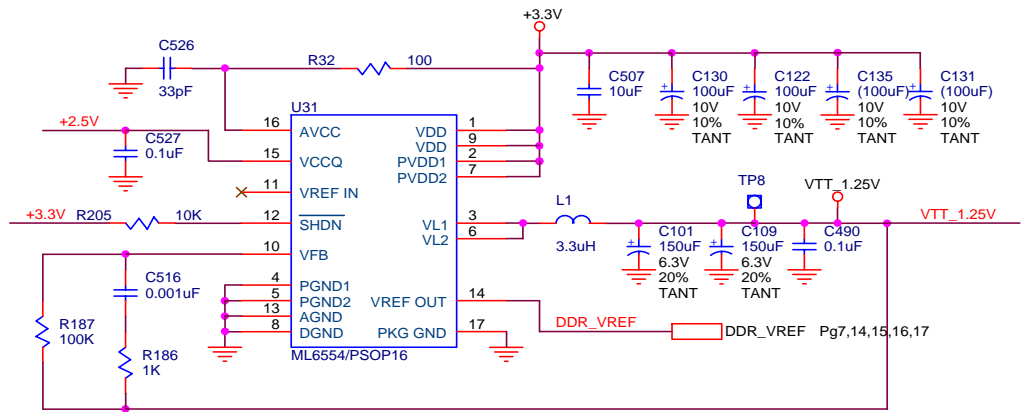 +3.3V
C526
33pF
R32
100
C507
10uF
C130
100uF
10V
10%
TANT
C122
100uF
10V
10%
TANT
C135
(100uF)
10V
10%
TANT
C131
(100uF)
10V
10%
TANT
U31
+2.5V
C527
0.1uF
16
AVCC
15
VCCQ
11
VREF IN
12
SHDN
10
VFB
4
PGND1
5
PGND2
13
AGND
8
DGND
VDD
1
VDD
9
PVDD1
2
PVDD2
7
VL1
3
VL2
6
VREF OUT
14
PKG GND
17
ML6554/PSOP16
+3.3V
R205
10K
C516
0.001uF
R187
100K
R186
1K
L1
3.3uH
TP8
VTT_1.25V
VTT_1.25V
C101
150uF
6.3V
20%
TANT
C109
150uF
6.3V
20%
TANT
C490
0.1uF
DDR_VREF
DDR_VREF Pg7,14,15,16,17